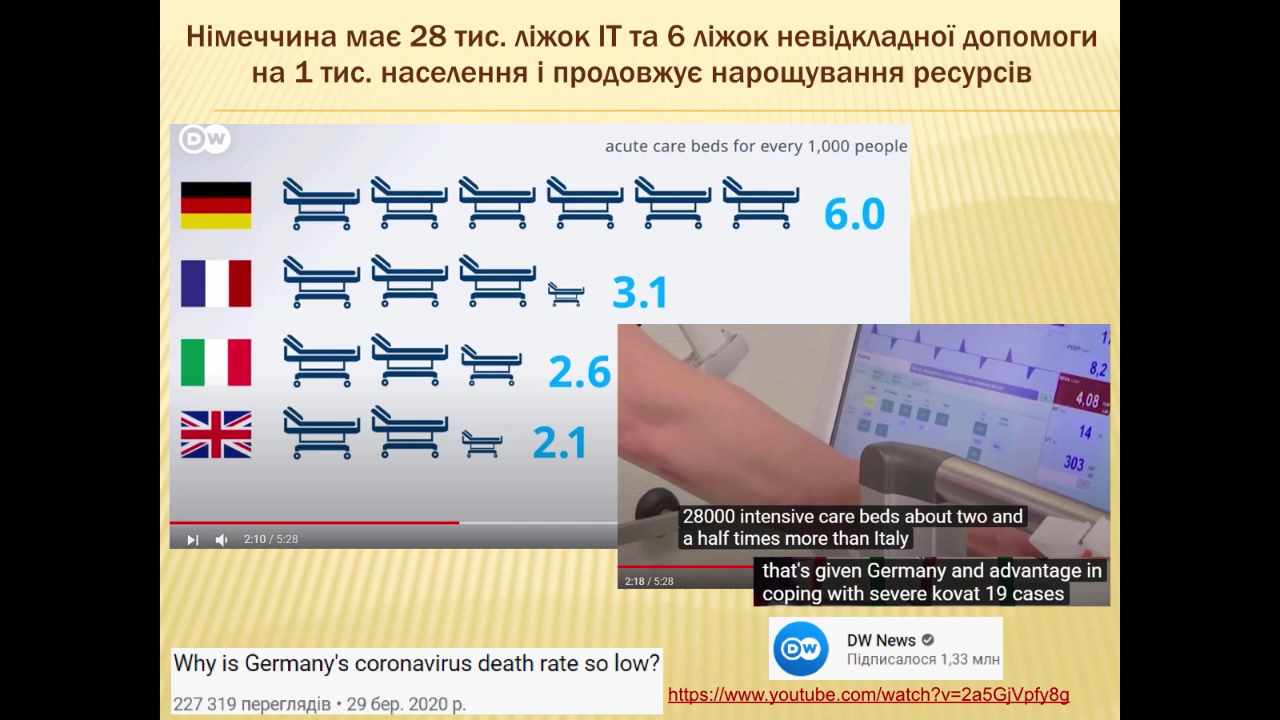 Німеччина має 28 тис. ліжок ІТ та 6 ліжок невідкладної допомоги
на 1 тис. населення і продовжує нарощування ресурсів
DW
acute care beds for every 1,000 people
6.0
3.1
2.6
2.1
8,2
4,08
14
303
28000 intensive care beds about two and
a half times more than Italy
2:10 / 5:28
2:18 / 5:28
that's given Germany and advantage in
coping with severe kovat 19 cases
DW
DW News
Підписалося 1,33 млн
Why is Germany's coronavirus death rate so low?
227 319 переглядів • 29 бер. 2020 р.
https://www.youtube.com/watch?v=2a5GjVpfy8g